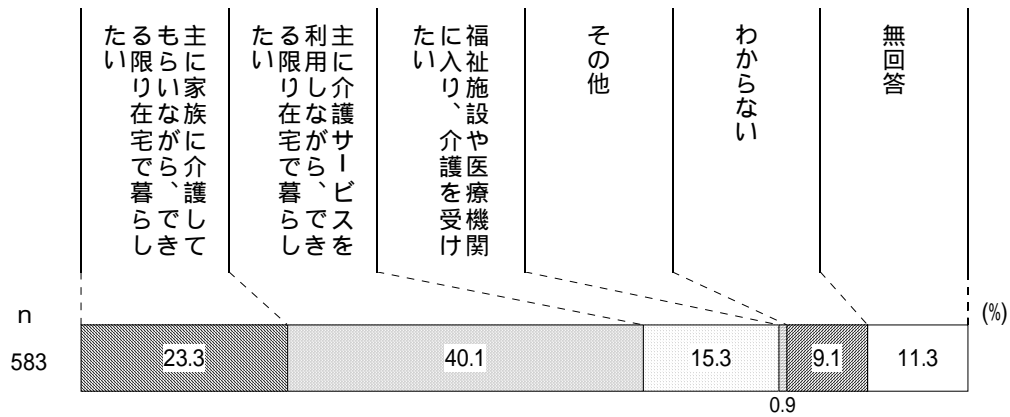 主に家族に介護して
もらいながら、でき
る限り在宅で暮らし
たい
主に介護サービスを
利用しながら、でき
る限り在宅で暮らし
たい
福祉施設や医療機関
に入り、介護を受け
たい
その他
わからない
無回答
n
(%)
583
23.3
40.1
15.3
9.1
11.3
0.9